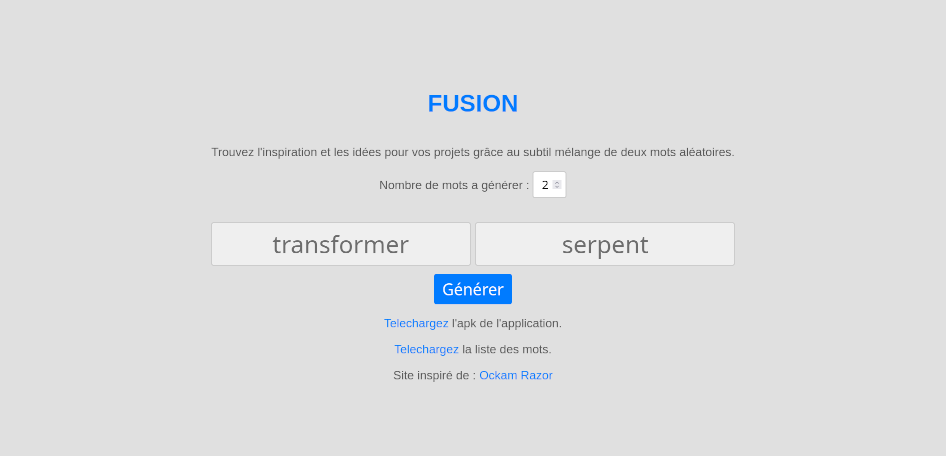 FUSION
Trouvez l'inspiration et les idées pour vos projets grâce au subtil mélange de deux mots aléatoires.
Nombre de mots a générer : 2
transformer serpent
Générer
Telechargez l'apk de l'application.
Telechargez la liste des mots.
Site inspiré de : Ockam Razor